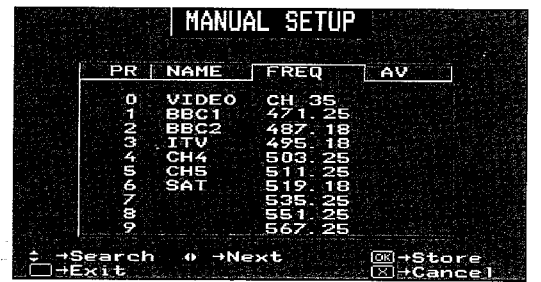 MANUAL SETUP
PR NAME FREQ AV
0 VIDEO CH 35
1 BBC1 471.25
2 BBC2 487.18
3 ITV 495.18
4 CH4 503.25
5 CH5 511.25
6 SAT 519.18
7 535.25
8 551.25
9 567.25
→Search →Next OK→Store
→Exit X→Cancel